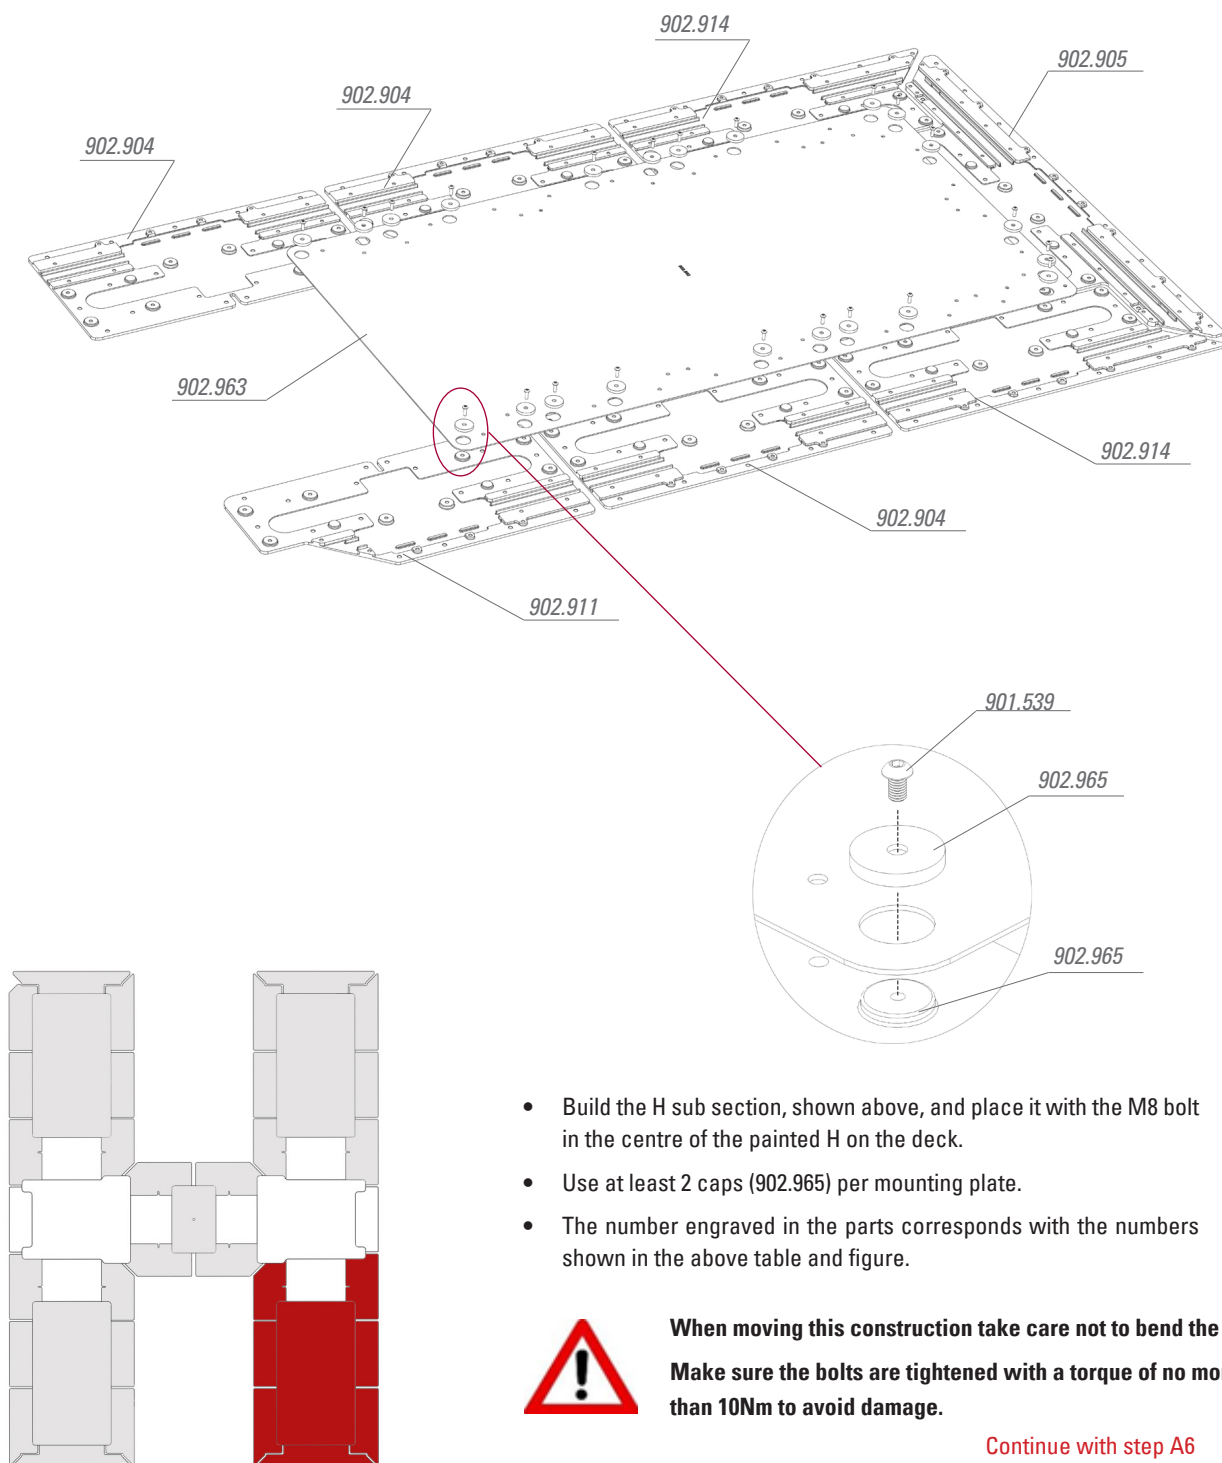 902.914
902.905
902.904
902.904
902.963
902.914
902.904
902.911
901.539
902.965
902.965
• Build the H sub section, shown above, and place it with the M8 bolt
in the centre of the painted H on the deck.
• Use at least 2 caps (902.965) per mounting plate.
• The number engraved in the parts corresponds with the numbers
shown in the above table and figure.
When moving this construction take care not to bend the
Make sure the bolts are tightened with a torque of no mo
than 10Nm to avoid damage.
Continue with step A6